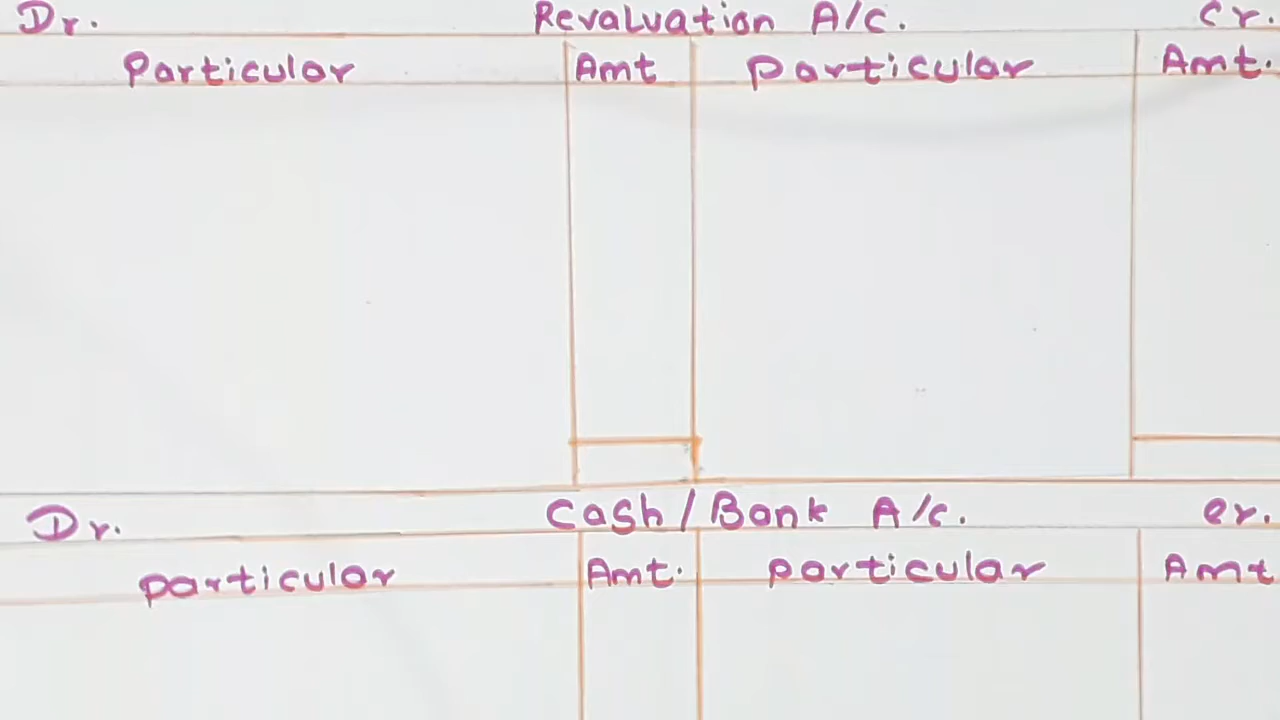 Dr. Revaluation A/c. Cr.
Particular Amt Particular Amt.
Dr. Cash/Bank A/c. Cr.
Particular Amt. Particular Amt